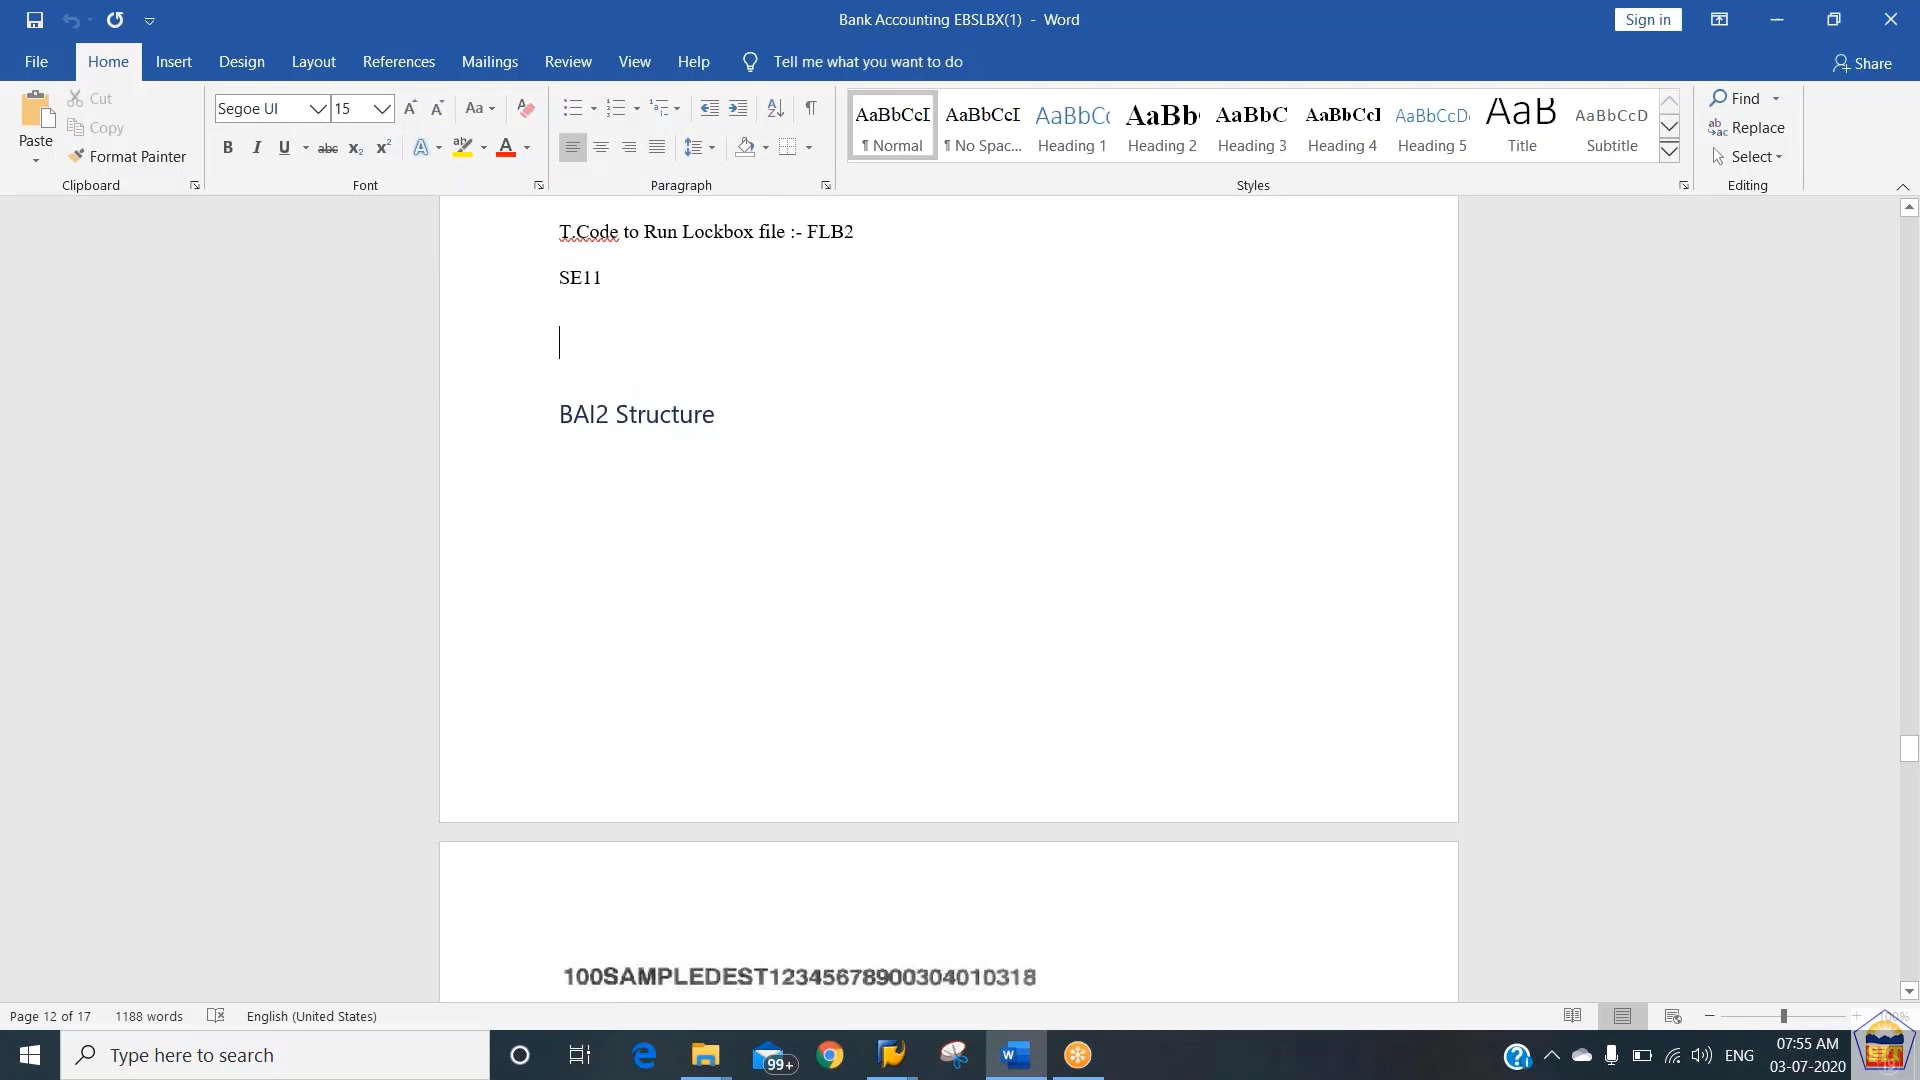 Bank Accounting EBSLBX(1) - Word
Sign in
File Home Insert Design Layout References Mailings Review View Help Tell me what you want to do
Share
Paste
Cut
Copy
Format Painter
Clipboard
Segoe UI 15
Font
Paragraph
AaBbCcI ¶ Normal
AaBbCcI ¶ No Spac...
AaBbC Heading 1
AaBb Heading 2
AaBbC Heading 3
AaBbCcI Heading 4
AaBbCcD Heading 5
AaB Title
AaBbCcD Subtitle
Styles
Find
Replace
Select
Editing
T.Code to Run Lockbox file :- FLB2
SE11
BAI2 Structure
100SAMPLEDEST12345678900304010318
Page 12 of 17 1188 words English (United States)
Type here to search
99+
ENG
07:55 AM
03-07-2020